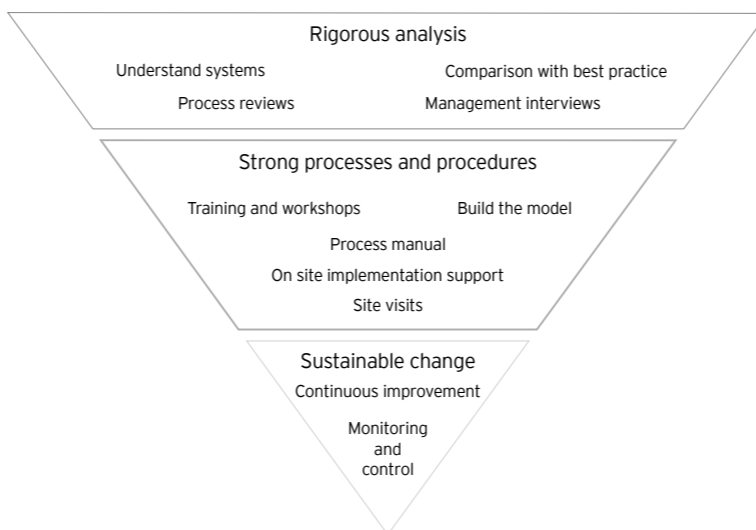 Rigorous analysis
Understand systems
Comparison with best practice
Process reviews
Management interviews
Strong processes and procedures
Training and workshops
Build the model
Process manual
On site implementation support
Site visits
Sustainable change
Continuous improvement
Monitoring
and
control